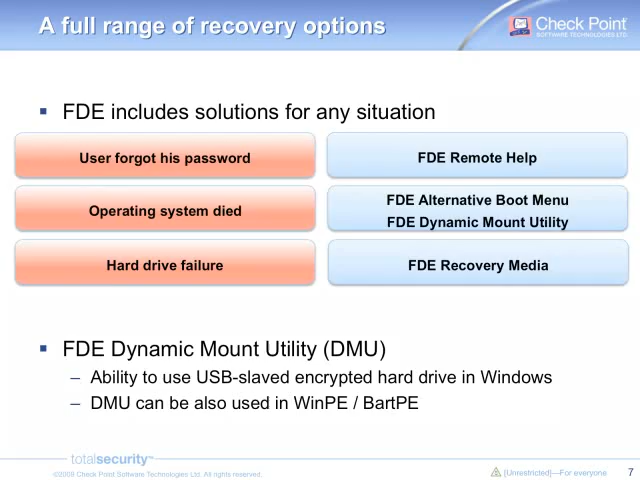 A full range of recovery options
Check Point
SOFTWARE TECHNOLOGIES LTD.
FDE includes solutions for any situation
User forgot his password
FDE Remote Help
Operating system died
FDE Alternative Boot Menu
FDE Dynamic Mount Utility
Hard drive failure
FDE Recovery Media
FDE Dynamic Mount Utility (DMU)
– Ability to use USB-slaved encrypted hard drive in Windows
– DMU can be also used in WinPE / BartPE
totalsecurity™
©2009 Check Point Software Technologies Ltd. All rights reserved.
[Unrestricted]—For everyone
7